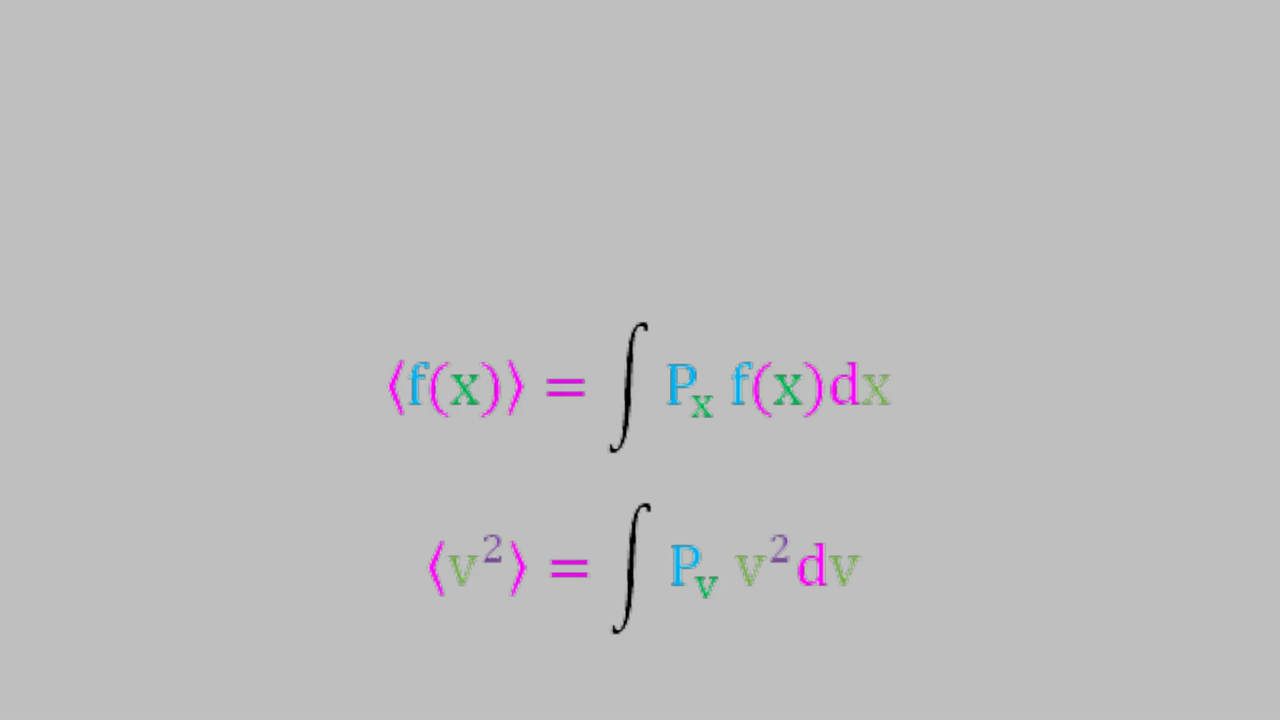 ⟨f(x)⟩ = ∫ Pₓ f(x)dx
⟨v²⟩ = ∫ Pᵥ v²dv